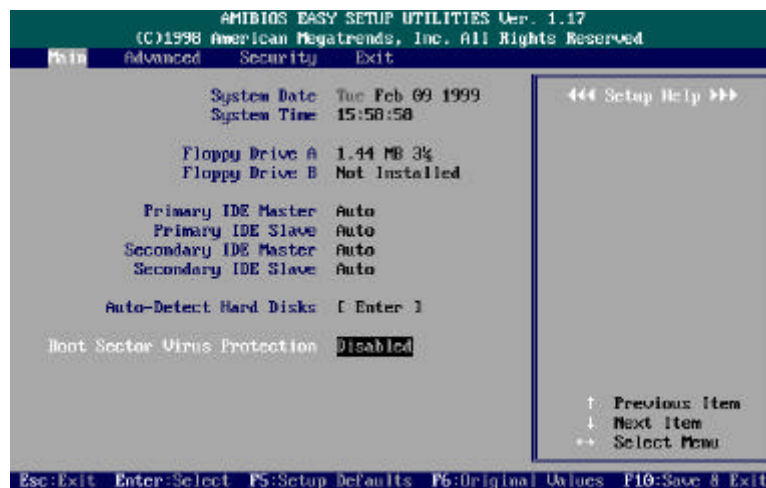 AMIBIOS EASY SETUP UTILITIES Ver. 1.17
(C)1998 American Megatrends, Inc. All Rights Reserved
Main Advanced Security Exit
System Date Tue Feb 09 1999
System Time 15:58:58
Floppy Drive A 1.44 MB 3½
Floppy Drive B Not Installed
Primary IDE Master Auto
Primary IDE Slave Auto
Secondary IDE Master Auto
Secondary IDE Slave Auto
Auto-Detect Hard Disks [ Enter ]
Boot Sector Virus Protection Disabled
◄◄◄ Setup Help ►►►
↑ Previous Item
↓ Next Item
↔ Select Menu
Esc:Exit Enter:Select F5:Setup Defaults F6:Original Values F10:Save & Exit